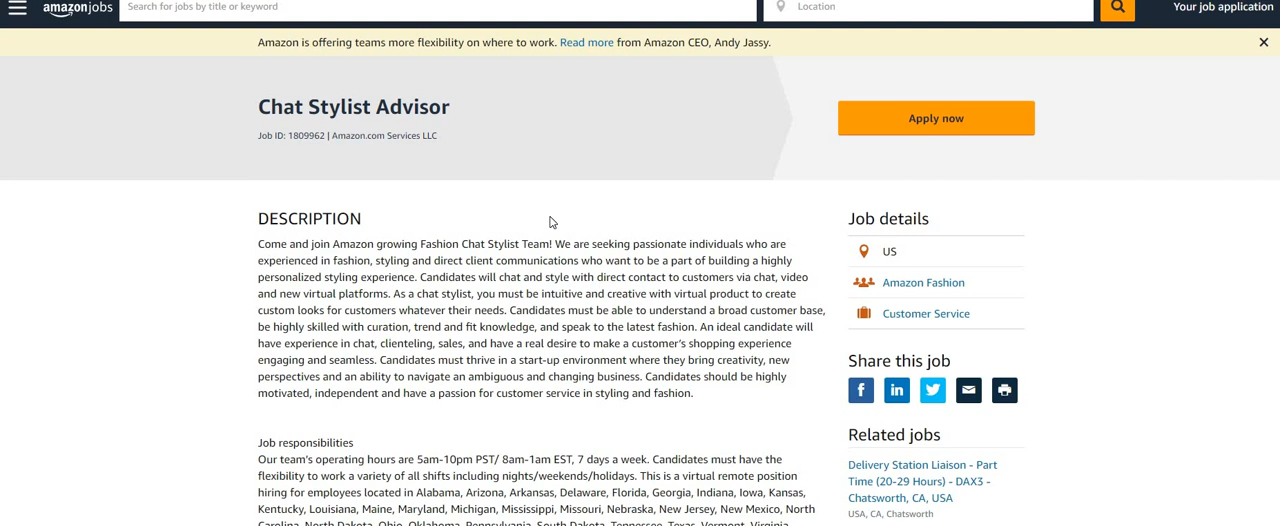 amazonjobs Search for jobs by title or keyword Location Your job application
Amazon is offering teams more flexibility on where to work. Read more from Amazon CEO, Andy Jassy.
Chat Stylist Advisor
Job ID: 1809962 | Amazon.com Services LLC
Apply now
DESCRIPTION
Come and join Amazon growing Fashion Chat Stylist Team! We are seeking passionate individuals who are
experienced in fashion, styling and direct client communications who want to be a part of building a highly
personalized styling experience. Candidates will chat and style with direct contact to customers via chat, video
and new virtual platforms. As a chat stylist, you must be intuitive and creative with virtual product to create
custom looks for customers whatever their needs. Candidates must be able to understand a broad customer base,
be highly skilled with curation, trend and fit knowledge, and speak to the latest fashion. An ideal candidate will
have experience in chat, clienteling, sales, and have a real desire to make a customer's shopping experience
engaging and seamless. Candidates must thrive in a start-up environment where they bring creativity, new
perspectives and an ability to navigate an ambiguous and changing business. Candidates should be highly
motivated, independent and have a passion for customer service in styling and fashion.
Job responsibilities
Our team's operating hours are 5am-10pm PST/ 8am-1am EST, 7 days a week. Candidates must have the
flexibility to work a variety of all shifts including nights/weekends/holidays. This is a virtual remote position
hiring for employees located in Alabama, Arizona, Arkansas, Delaware, Florida, Georgia, Indiana, Iowa, Kansas,
Kentucky, Louisiana, Maine, Maryland, Michigan, Mississippi, Missouri, Nebraska, New Jersey, New Mexico, North
Carolina, North Dakota, Ohio, Oklahoma, Pennsylvania, South Dakota, Tennessee, Texas, Vermont, Virginia,
Job details
US
Amazon Fashion
Customer Service
Share this job
Related jobs
Delivery Station Liaison - Part
Time (20-29 Hours) - DAX3 -
Chatsworth, CA, USA
USA, CA, Chatsworth